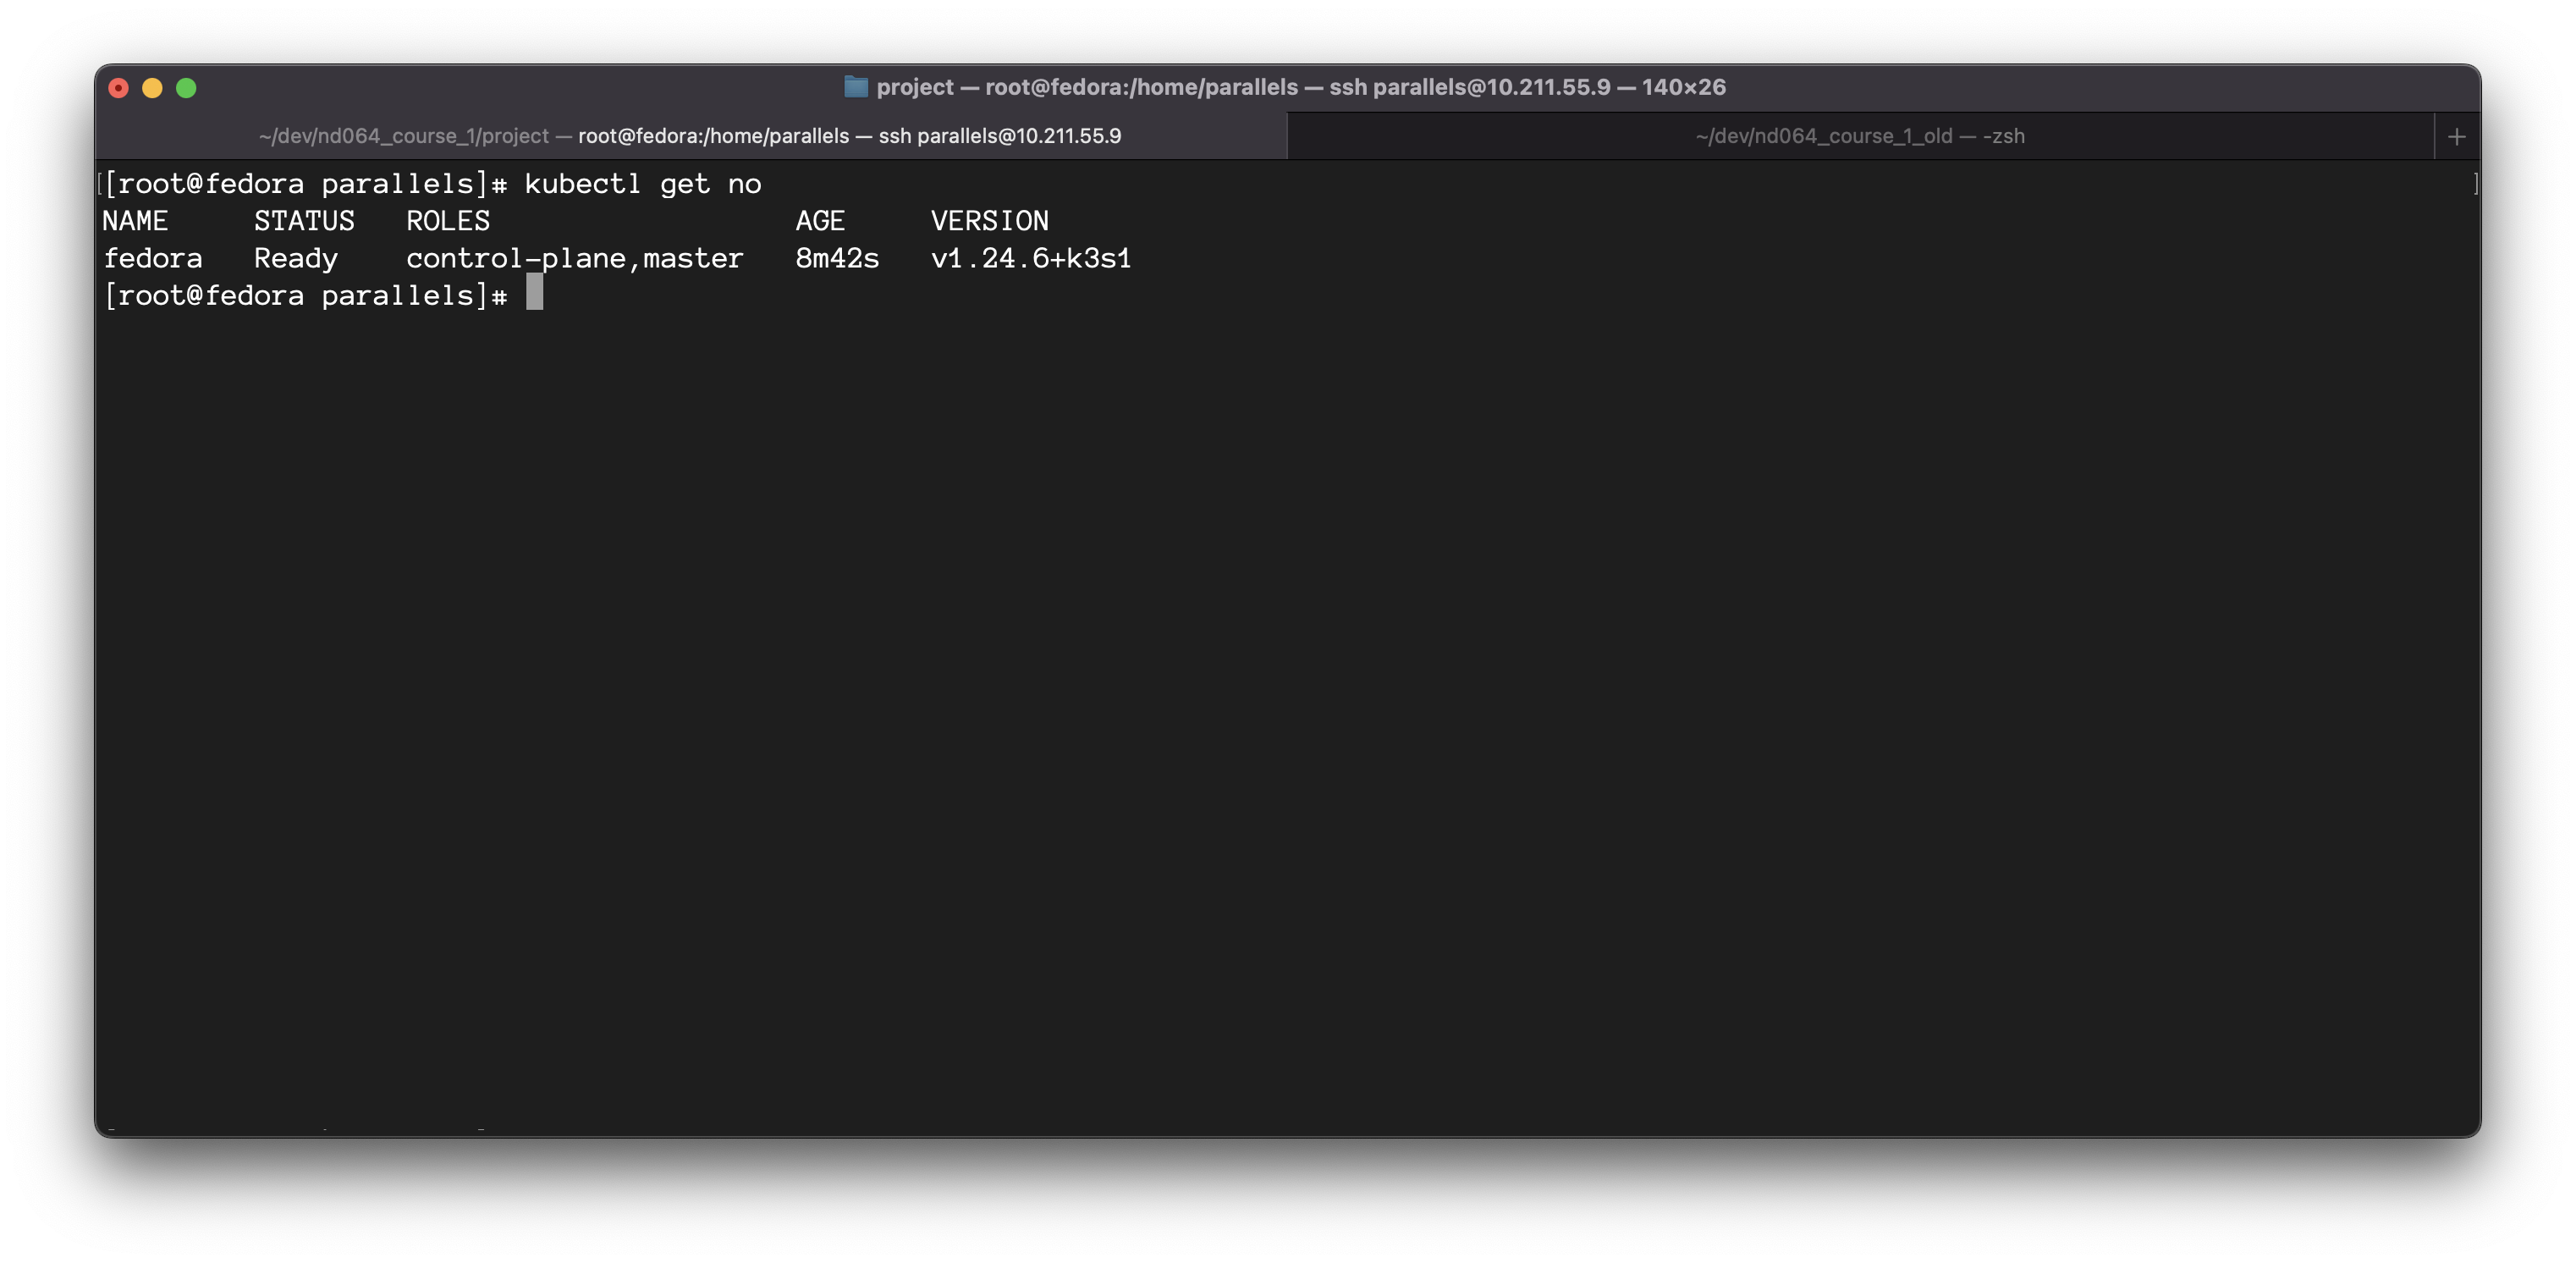 project — root@fedora:/home/parallels — ssh parallels@10.211.55.9 — 140×26
~/dev/nd064_course_1/project — root@fedora:/home/parallels — ssh parallels@10.211.55.9
~/dev/nd064_course_1_old — -zsh
+
[[root@fedora parallels]# kubectl get no ]
NAME     STATUS   ROLES                  AGE     VERSION
fedora   Ready    control-plane,master   8m42s   v1.24.6+k3s1
[root@fedora parallels]#